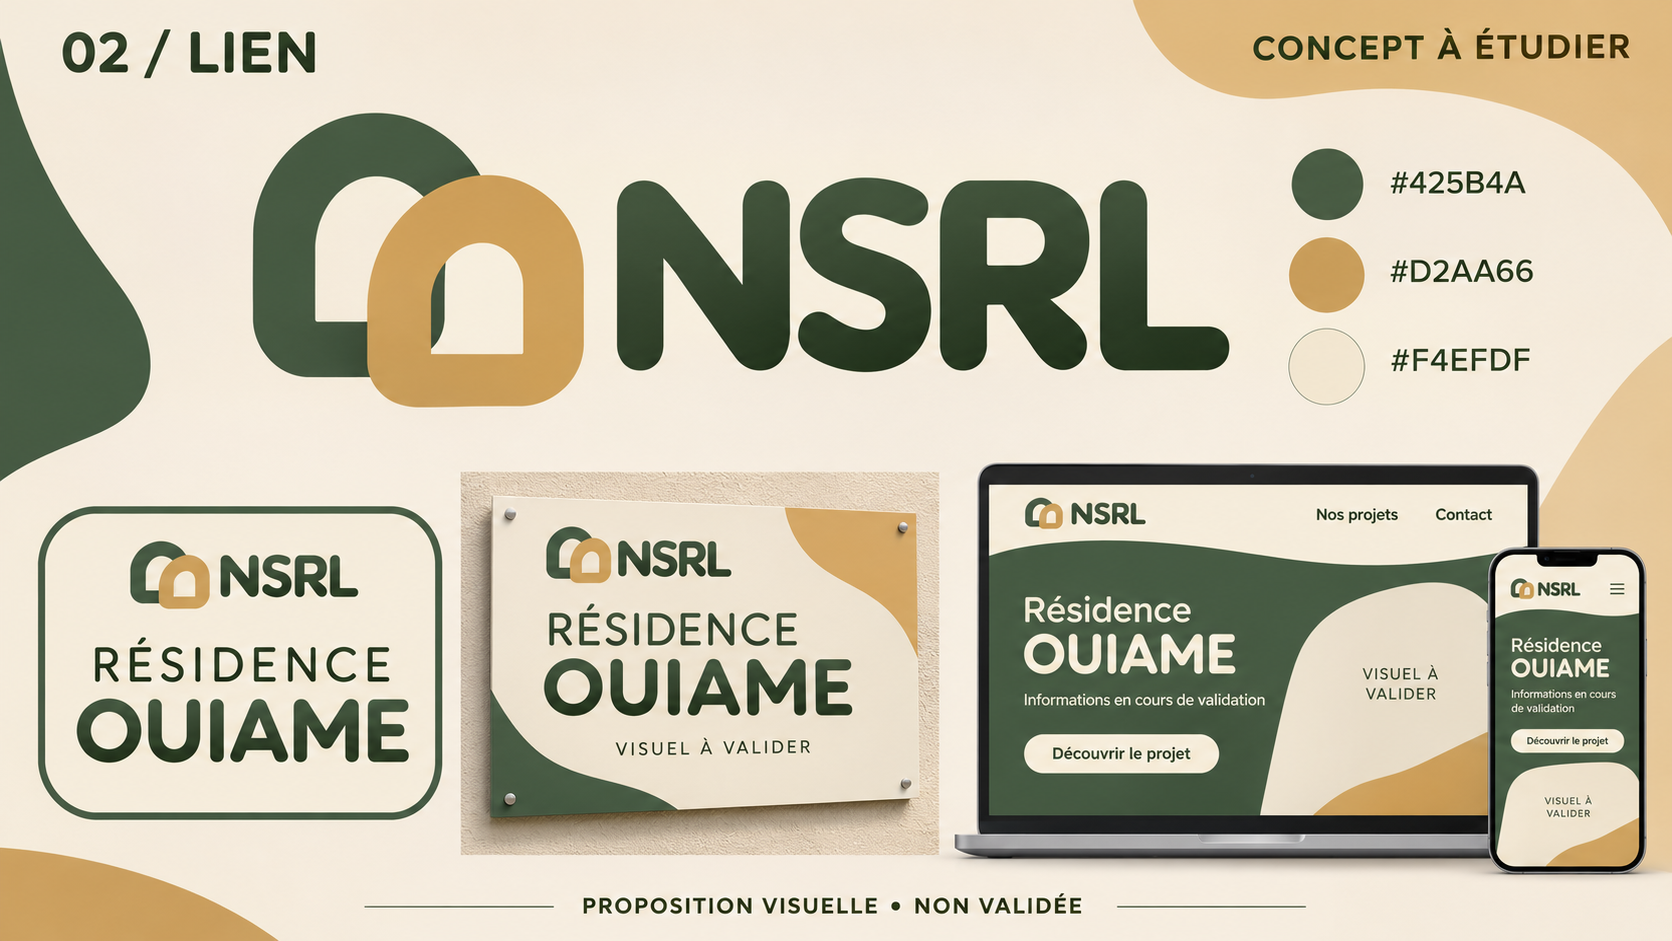 02 / LIEN
CONCEPT À ÉTUDIER
NSRL
#425B4A
#D2AA66
#F4EFDF
NSRL
RÉSIDENCE
OUIAME
NSRL
RÉSIDENCE
OUIAME
VISUEL À VALIDER
NSRL
Nos projets
Contact
Résidence
OUIAME
Informations en cours de validation
Découvrir le projet
VISUEL À
VALIDER
NSRL
Résidence
OUIAME
Informations en cours
de validation
Découvrir le projet
VISUEL À
VALIDER
PROPOSITION VISUELLE • NON VALIDÉE